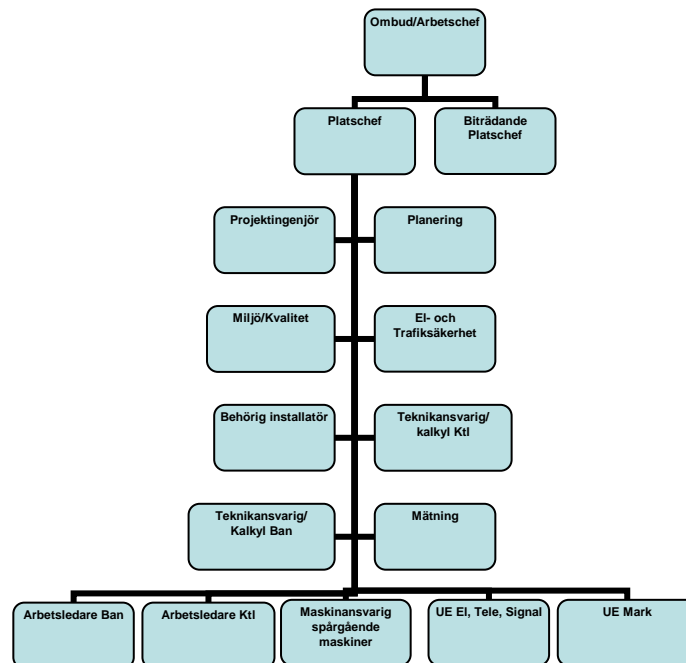 Ombud/Arbetschef
Platschef
Biträdande
Platschef
Projektingenjör
Planering
Miljö/Kvalitet
El- och
Trafiksäkerhet
Behörig installatör
Teknikansvarig/
kalkyl Ktl
Teknikansvarig/
Kalkyl Ban
Mätning
Arbetsledare Ban
Arbetsledare Ktl
Maskinansvarig
spårgående
maskiner
UE El, Tele, Signal
UE Mark